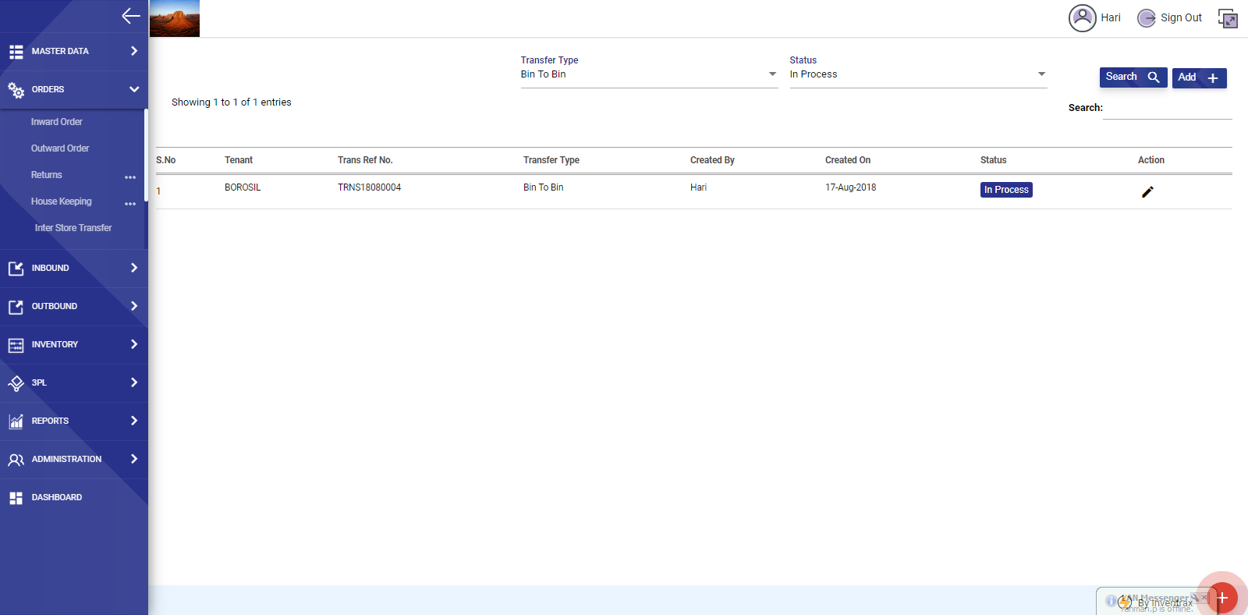 Hari
Sign Out
MASTER DATA
ORDERS
Inward Order
Outward Order
Returns
House Keeping
Inter Store Transfer
INBOUND
OUTBOUND
INVENTORY
3PL
REPORTS
ADMINISTRATION
DASHBOARD
Transfer Type
Bin To Bin
Status
In Process
Search
Add
Showing 1 to 1 of 1 entries
Search:
S.No Tenant Trans Ref No. Transfer Type Created By Created On Status Action
1 BOROSIL TRNS18080004 Bin To Bin Hari 17-Aug-2018 In Process
Messenger
By Inventrax
is offline.